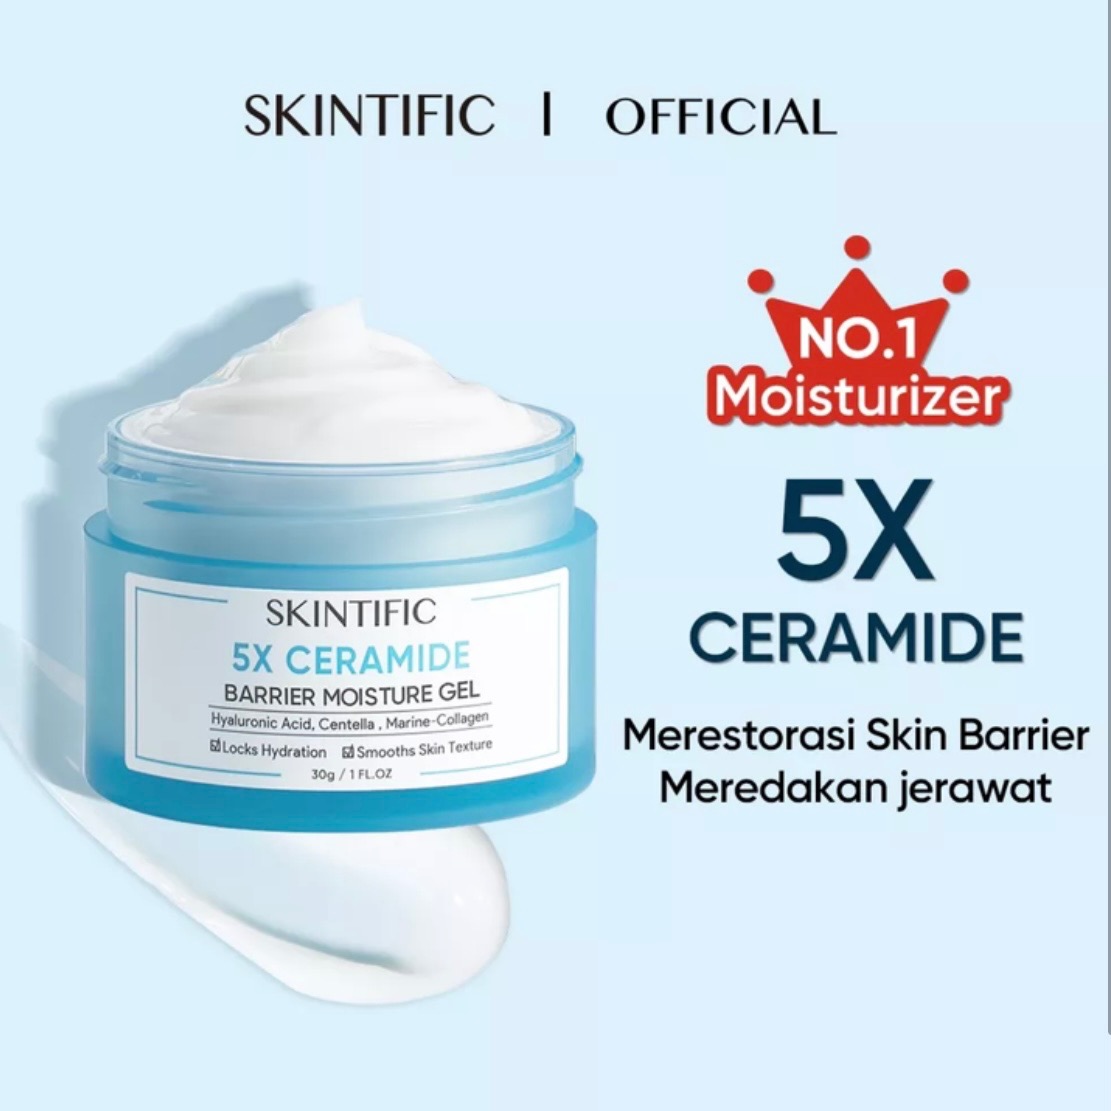 SKINTIFIC | OFFICIAL
NO.1
Moisturizer
5X
CERAMIDE
Merestorasi Skin Barrier
Meredakan jerawat
SKINTIFIC
5X CERAMIDE
BARRIER MOISTURE GEL
Hyaluronic Acid, Centella , Marine-Collagen
☑Locks Hydration ☑Smooths Skin Texture
30g / 1 FL.OZ